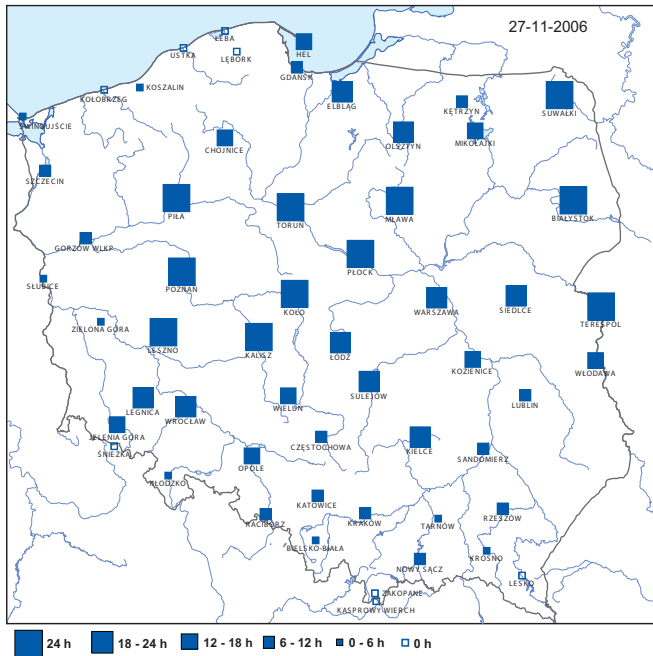 27-11-2006
ŁEBA
HEL
USTKA
LĘBORK
GDAŃSK
KOSZALIN
KOŁOBRZEG
ELBLĄG
KĘTRZYN
SUWAŁKI
ŚWINOUJŚCIE
CHOJNICE
OLSZTYN
MIKOŁAJKI
SZCZECIN
PIŁA
TORUŃ
MŁAWA
BIAŁYSTOK
GORZÓW WLKP.
PŁOCK
SŁUBICE
POZNAŃ
KOŁO
WARSZAWA
SIEDLCE
TERESPOL
ZIELONA GÓRA
LESZNO
KALISZ
ŁÓDŹ
KOZIENICE
WŁODAWA
SULEJÓW
LEGNICA
WROCŁAW
WIELUŃ
LUBLIN
JELENIA GÓRA
CZĘSTOCHOWA
KIELCE
ŚNIEŻKA
SANDOMIERZ
OPOLE
KŁODZKO
KATOWICE
RACIBÓRZ
KRAKÓW
TARNÓW
RZESZÓW
BIELSKO-BIAŁA
KROSNO
NOWY SĄCZ
LESKO
ZAKOPANE
KASPROWY WIERCH
24 h 18 - 24 h 12 - 18 h 6 - 12 h 0 - 6 h 0 h